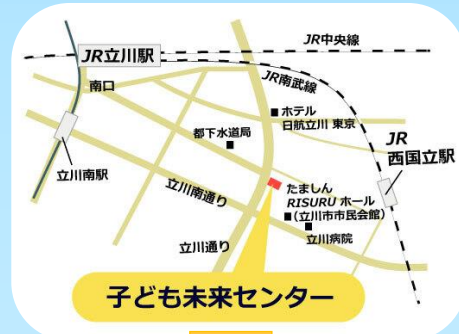 JR中央線
JR立川駅
JR南武線
南口
ホテル
日航立川 東京
都下水道局
JR
西国立駅
立川南駅
たましん
RISURU ホール
(立川市市民会館)
立川南通り
立川病院
立川通り
子ども未来センター